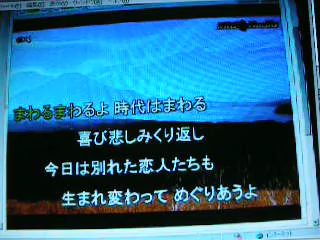 まわるまわるよ 時代はまわる
喜び悲しみくり返し
今日は別れた恋人たちも
生まれ変わって めぐりあうよ